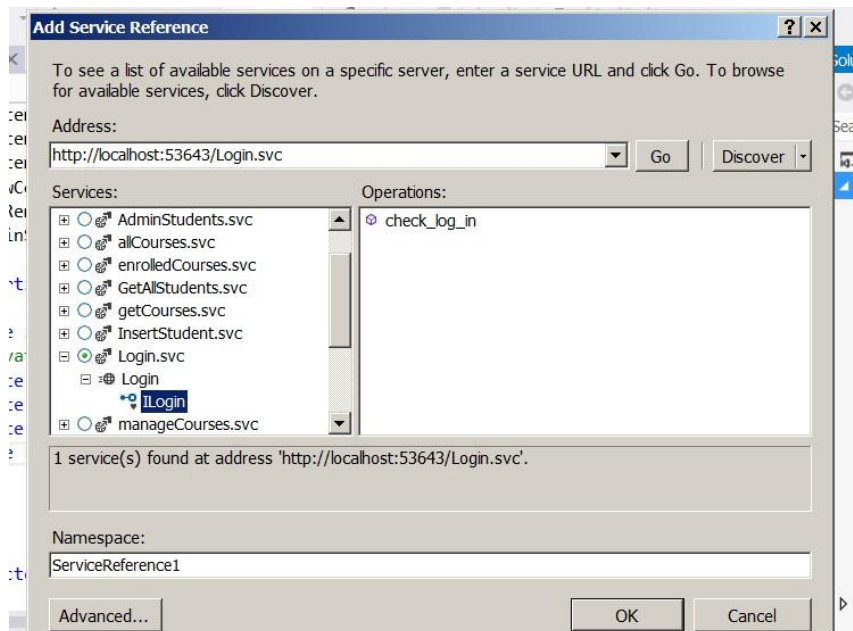 Add Service Reference
To see a list of available services on a specific server, enter a service URL and click Go. To browse
for available services, click Discover.
Address:
http://localhost:53643/Login.svc
Go
Discover
Services:
Operations:
AdminStudents.svc
check_log_in
allCourses.svc
enrolledCourses.svc
GetAllStudents.svc
getCourses.svc
InsertStudent.svc
Login.svc
Login
ILogin
manageCourses.svc
1 service(s) found at address 'http://localhost:53643/Login.svc'.
Namespace:
ServiceReference1
Advanced...
OK
Cancel